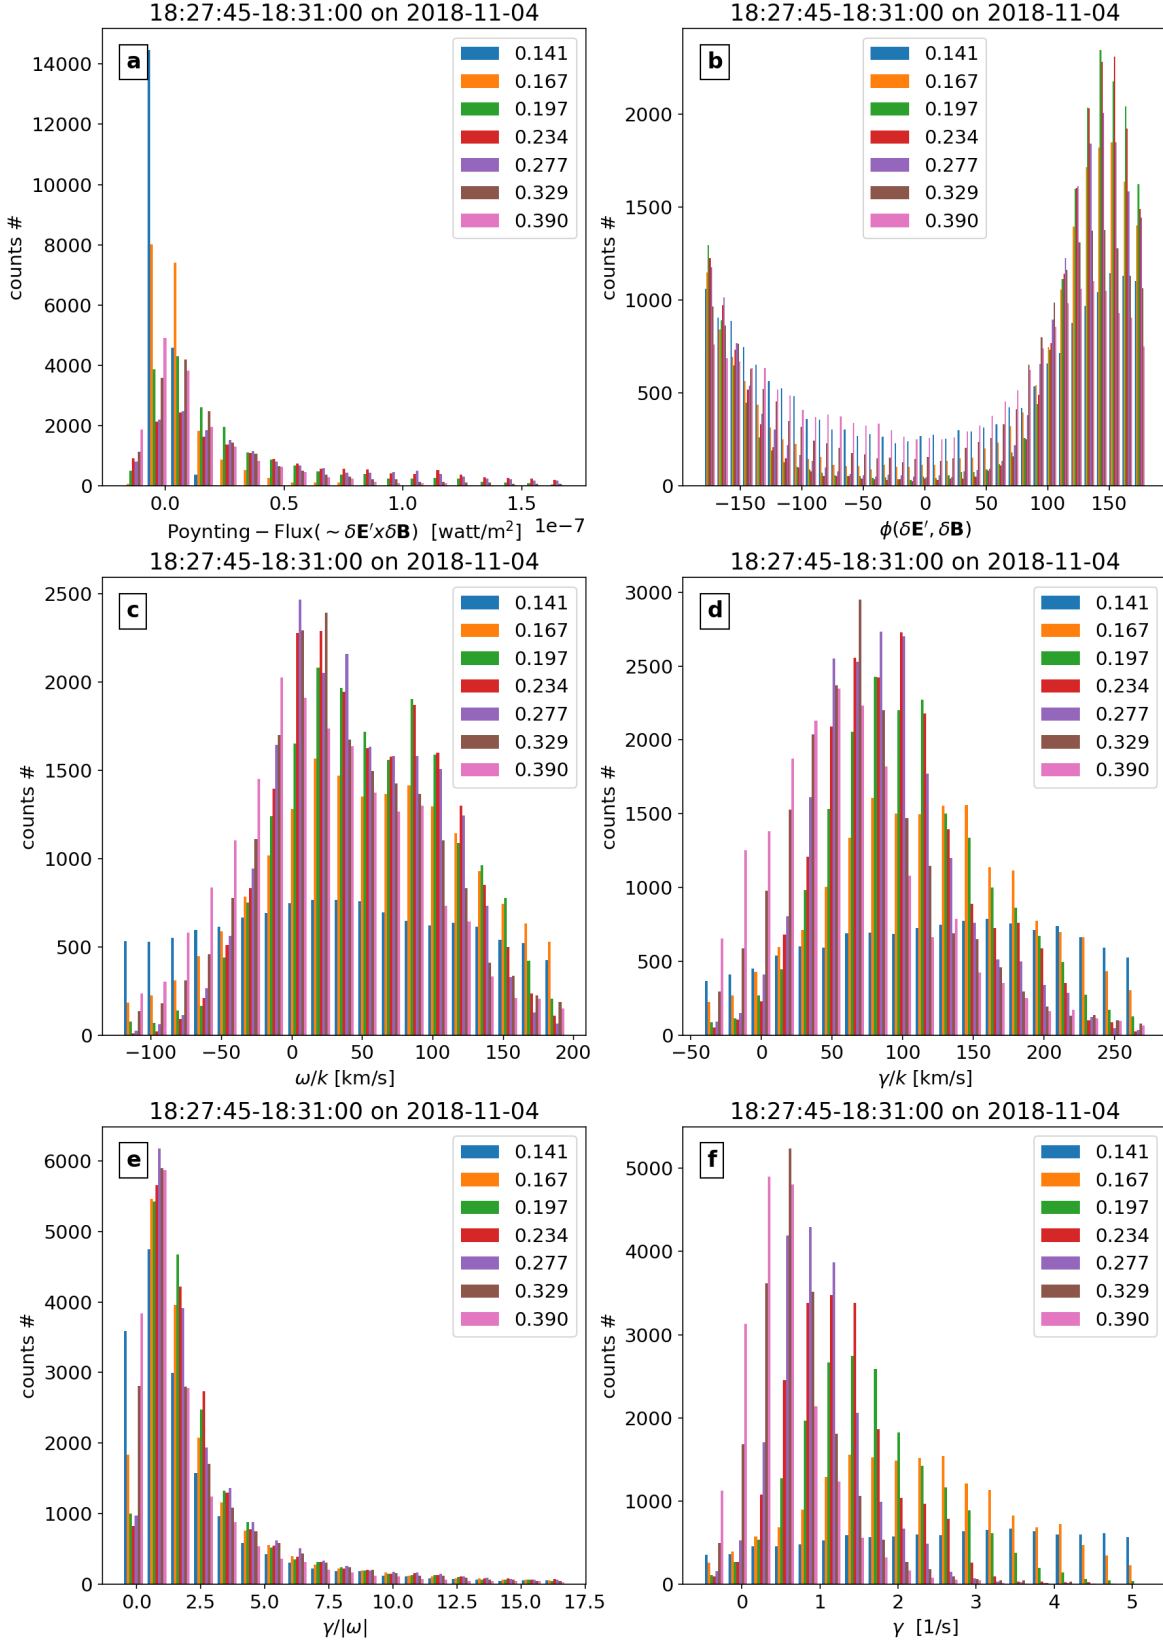 18:27:45-18:31:00 on 2018-11-04
a
0.141
0.167
0.197
0.234
0.277
0.329
0.390
counts #
14000
12000
10000
8000
6000
4000
2000
0
0.0 0.5 1.0 1.5
1e−7
Poynting − Flux(∼ δE′xδB) [watt/m²]
18:27:45-18:31:00 on 2018-11-04
b
0.141
0.167
0.197
0.234
0.277
0.329
0.390
counts #
2000
1500
1000
500
0
−150 −100 −50 0 50 100 150
ϕ(δE′, δB)
18:27:45-18:31:00 on 2018-11-04
c
0.141
0.167
0.197
0.234
0.277
0.329
0.390
counts #
2500
2000
1500
1000
500
0
−100 −50 0 50 100 150 200
ω/k [km/s]
18:27:45-18:31:00 on 2018-11-04
d
0.141
0.167
0.197
0.234
0.277
0.329
0.390
counts #
3000
2500
2000
1500
1000
500
0
−50 0 50 100 150 200 250
γ/k [km/s]
18:27:45-18:31:00 on 2018-11-04
e
0.141
0.167
0.197
0.234
0.277
0.329
0.390
counts #
6000
5000
4000
3000
2000
1000
0
0.0 2.5 5.0 7.5 10.0 12.5 15.0 17.5
γ/|ω|
18:27:45-18:31:00 on 2018-11-04
f
0.141
0.167
0.197
0.234
0.277
0.329
0.390
counts #
5000
4000
3000
2000
1000
0
0 1 2 3 4 5
γ [1/s]